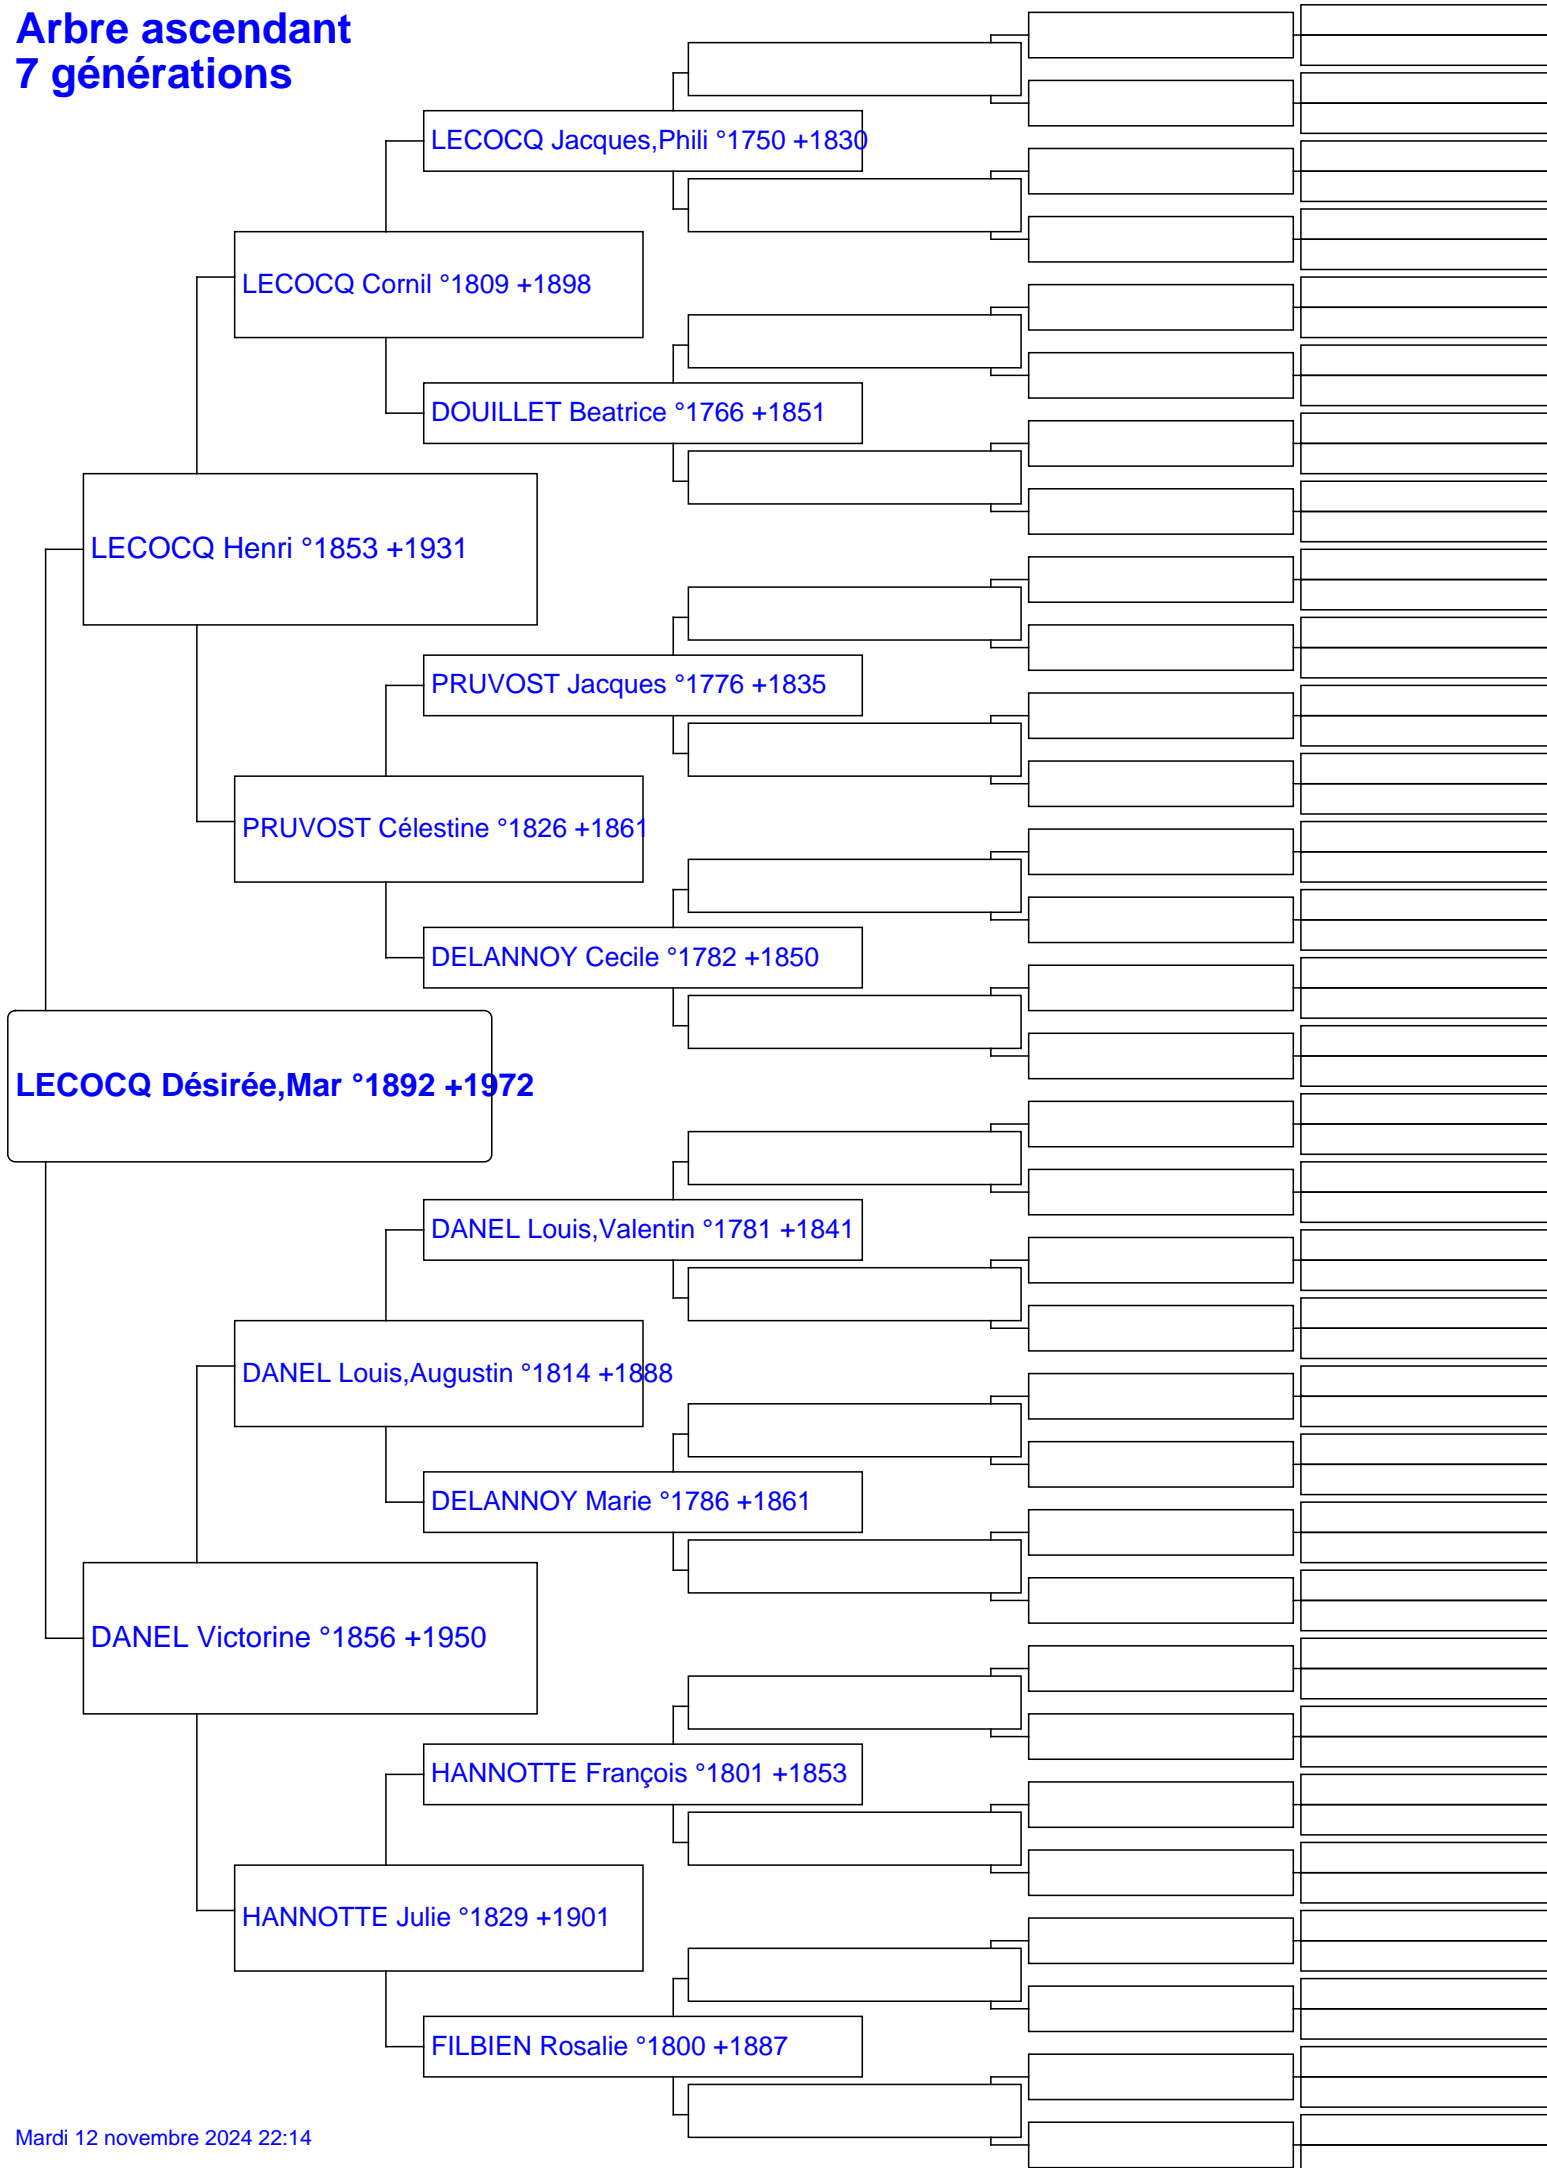 Arbre ascendant
7 générations
LECOCQ Jacques,Phili °1750 +1830
LECOCQ Cornil °1809 +1898
DOUILLET Beatrice °1766 +1851
LECOCQ Henri °1853 +1931
PRUVOST Jacques °1776 +1835
PRUVOST Célestine °1826 +1861
DELANNOY Cecile °1782 +1850
LECOCQ Désirée,Mar °1892 +1972
DANEL Louis,Valentin °1781 +1841
DANEL Louis,Augustin °1814 +1888
DELANNOY Marie °1786 +1861
DANEL Victorine °1856 +1950
HANNOTTE François °1801 +1853
HANNOTTE Julie °1829 +1901
FILBIEN Rosalie °1800 +1887
Mardi 12 novembre 2024 22:14